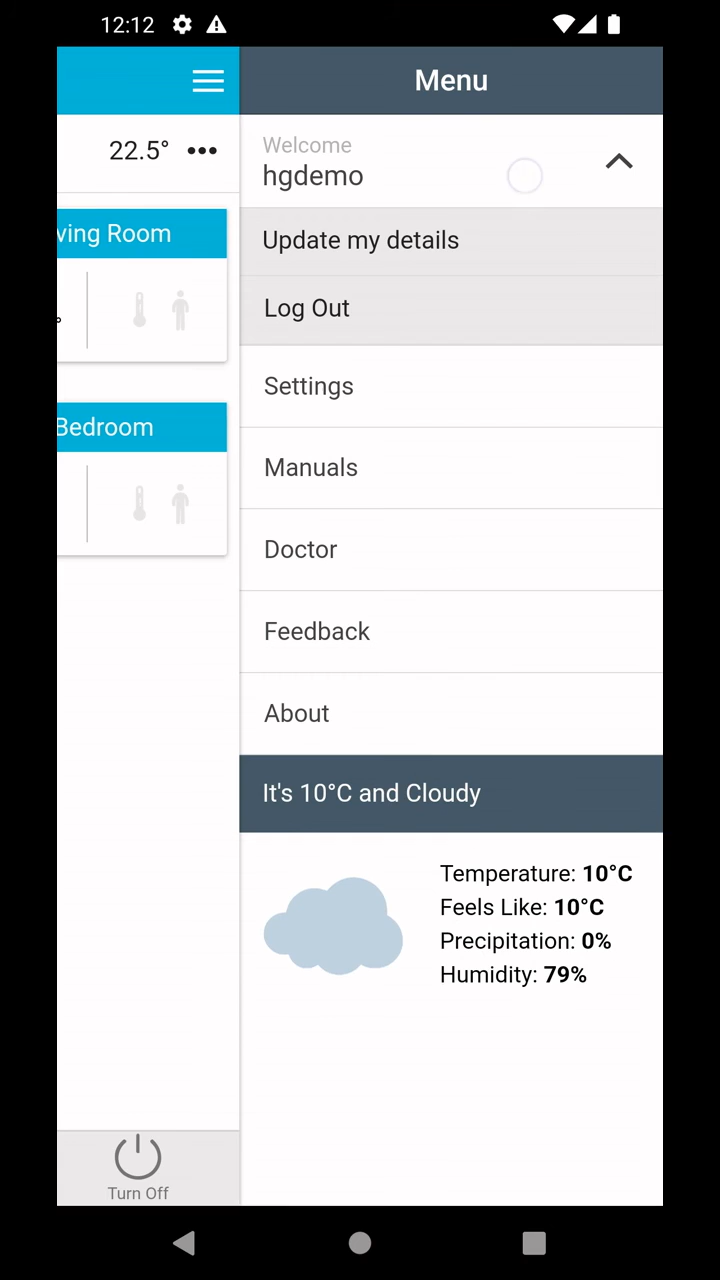 12:12
Menu
22.5°
Welcome
hgdemo
ving Room
Update my details
Log Out
Settings
Bedroom
Manuals
Doctor
Feedback
About
It's 10°C and Cloudy
Temperature: 10°C
Feels Like: 10°C
Precipitation: 0%
Humidity: 79%
Turn Off